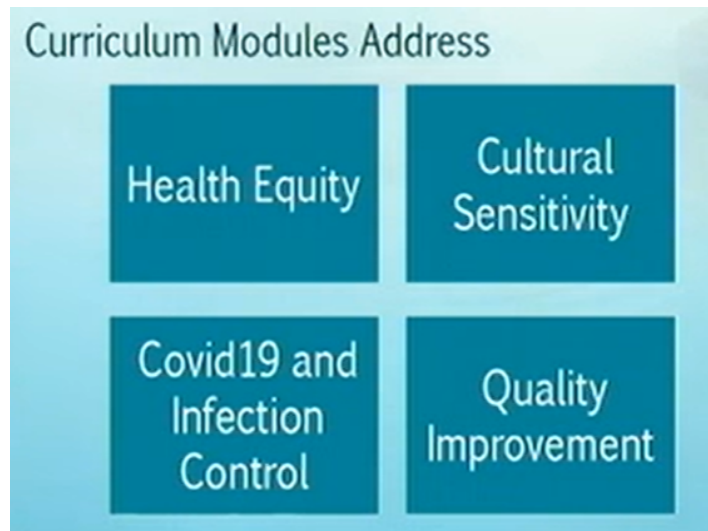 Curriculum Modules Address
Health Equity
Cultural
Sensitivity
Covid19 and
Infection
Control
Quality
Improvement